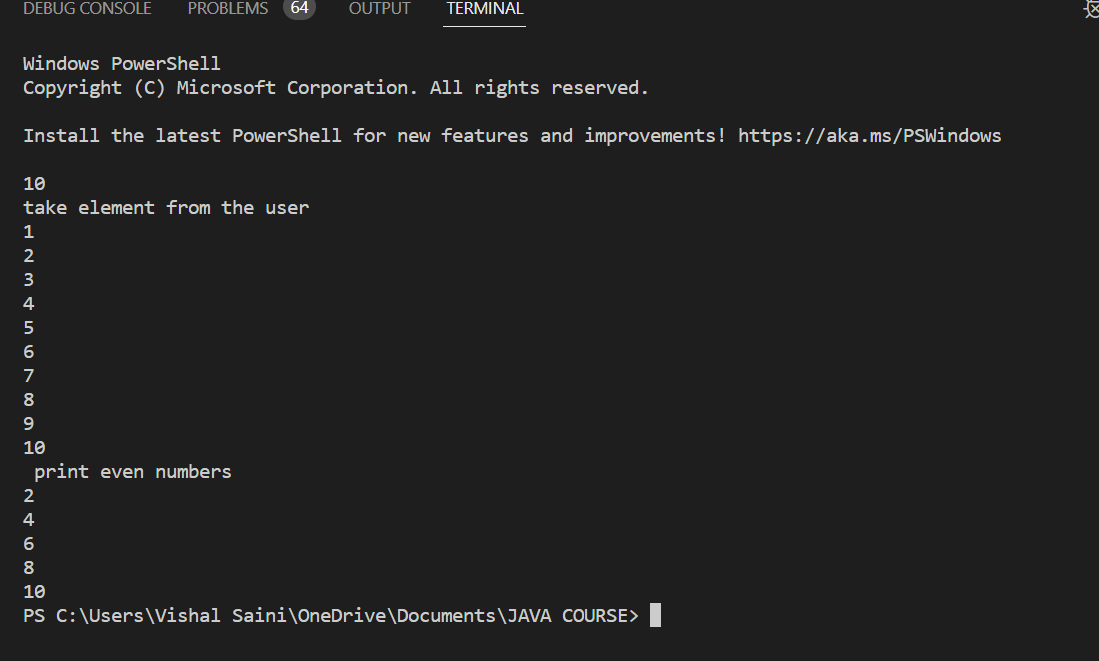 DEBUG CONSOLE PROBLEMS 64 OUTPUT TERMINAL
Windows PowerShell
Copyright (C) Microsoft Corporation. All rights reserved.
Install the latest PowerShell for new features and improvements! https://aka.ms/PSWindows
10
take element from the user
1
2
3
4
5
6
7
8
9
10
print even numbers
2
4
6
8
10
PS C:\Users\Vishal Saini\OneDrive\Documents\JAVA COURSE>